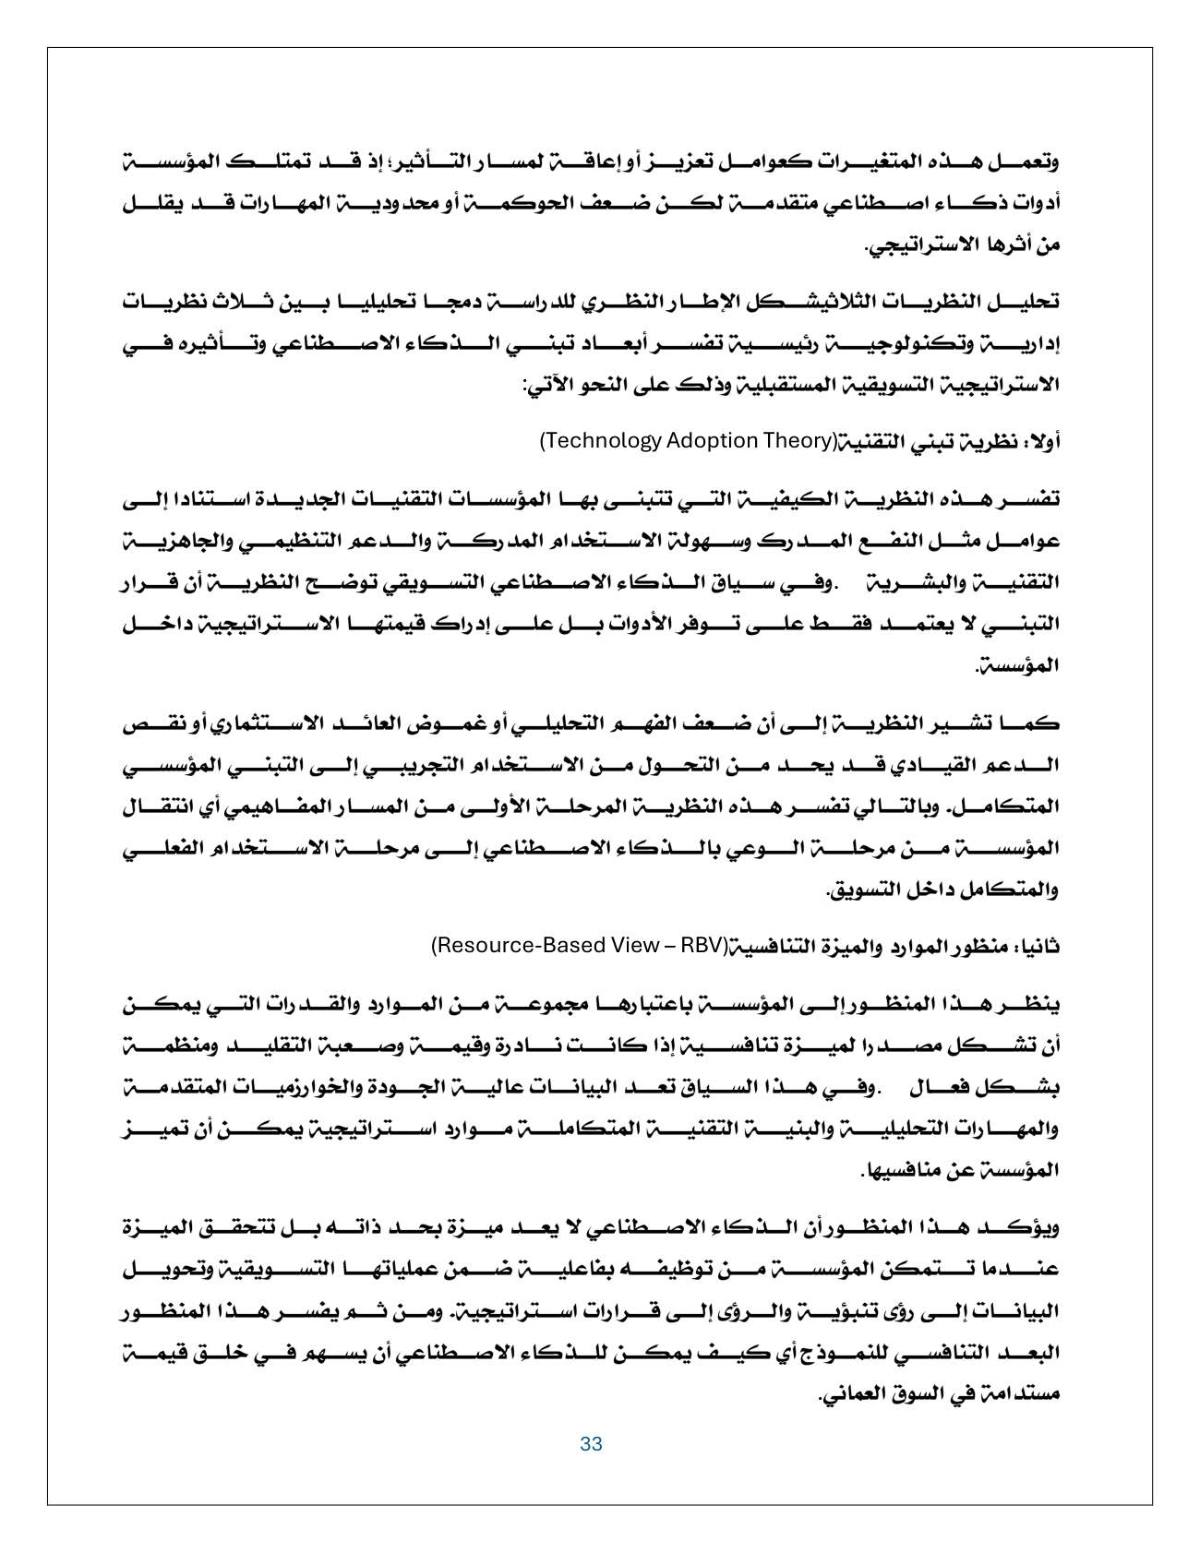 وتعمل هذه المتغيرات كعوامل تعزيز أو إعاقة لمسار التأثير؛ إذ قد تمتلك المؤسسة
أدوات ذكاء اصطناعي متقدمة لكن ضعف الحوكمة أو محدودية المهارات قد يقلل
من أثرها الاستراتيجي.
تحليل النظريات الثلاثيشكل الإطار النظري للدراسة دمجا تحليليا بين ثلاث نظريات
إدارية وتكنولوجية رئيسية تفسر أبعاد تبني الذكاء الاصطناعي وتأثيره في
الاستراتيجية التسويقية المستقبلية وذلك على النحو الآتي:
أولا: نظرية تبني التقنية(Technology Adoption Theory)
تفسر هذه النظرية الكيفية التي تتبنى بها المؤسسات التقنيات الجديدة استنادا إلى
عوامل مثل النفع المدرك وسهولة الاستخدام المدركة والدعم التنظيمي والجاهزية
التقنية والبشرية .وفي سياق الذكاء الاصطناعي التسويقي توضح النظرية أن قرار
التبني لا يعتمد فقط على توفر الأدوات بل على إدراك قيمتها الاستراتيجية داخل
المؤسسة.
كما تشير النظرية إلى أن ضعف الفهم التحليلي أو غموض العائد الاستثماري أو نقص
الدعم القيادي قد يحد من التحول من الاستخدام التجريبي إلى التبني المؤسسي
المتكامل. وبالتالي تفسر هذه النظرية المرحلة الأولى من المسار المفاهيمي أي انتقال
المؤسسة من مرحلة الوعي بالذكاء الاصطناعي إلى مرحلة الاستخدام الفعلي
والمتكامل داخل التسويق.
ثانيا: منظور الموارد والميزة التنافسية(Resource-Based View – RBV)
ينظر هذا المنظور إلى المؤسسة باعتبارها مجموعة من الموارد والقدرات التي يمكن
أن تشكل مصدرا لميزة تنافسية إذا كانت نادرة وقيمة وصعبة التقليد ومنظمة
بشكل فعال .وفي هذا السياق تعد البيانات عالية الجودة والخوارزميات المتقدمة
والمهارات التحليلية والبنية التقنية المتكاملة موارد استراتيجية يمكن أن تميز
المؤسسة عن منافسيها.
ويؤكد هذا المنظور أن الذكاء الاصطناعي لا يعد ميزة بحد ذاته بل تتحقق الميزة
عندما تتمكن المؤسسة من توظيفه بفاعلية ضمن عملياتها التسويقية وتحويل
البيانات إلى رؤى تنبؤية والرؤى إلى قرارات استراتيجية. ومن ثم يفسر هذا المنظور
البعد التنافسي للنموذج أي كيف يمكن للذكاء الاصطناعي أن يسهم في خلق قيمة
مستدامة في السوق العماني.
33